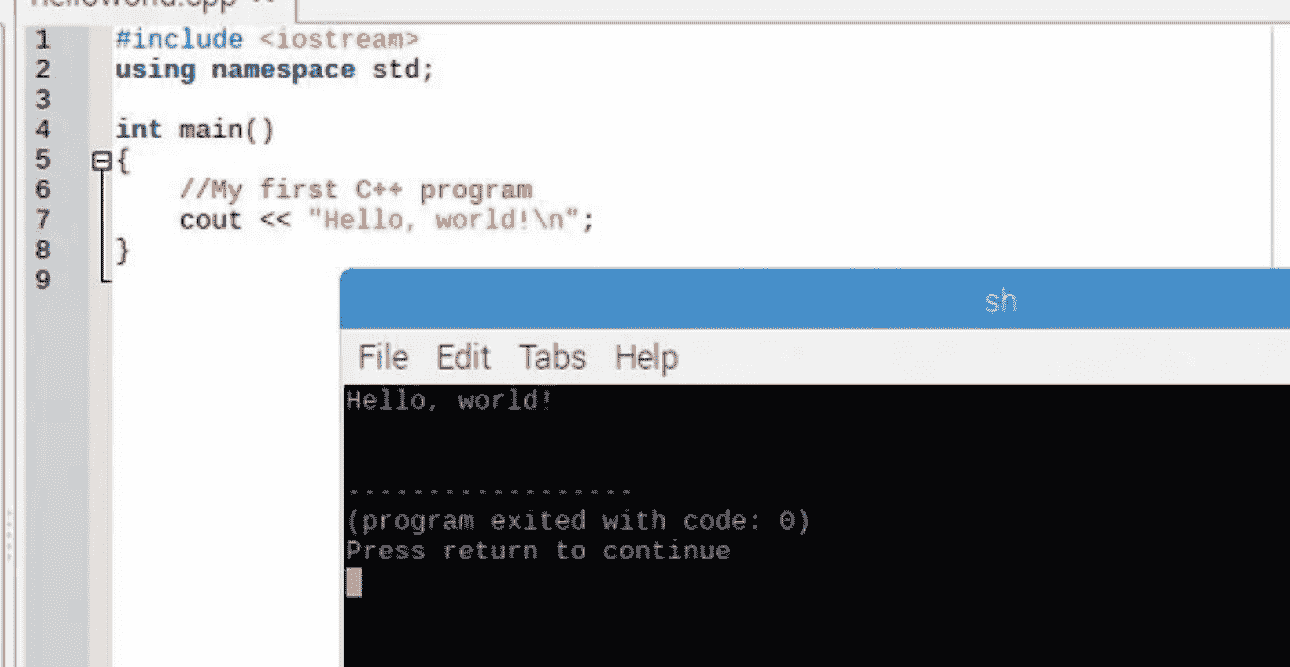 helloworld.cpp ×
1 #include <iostream>
2 using namespace std;
3
4 int main()
5 {
6     //My first C++ program
7     cout << "Hello, world!\n";
8 }
9
sh
File Edit Tabs Help
Hello, world!
------------------
(program exited with code: 0)
Press return to continue